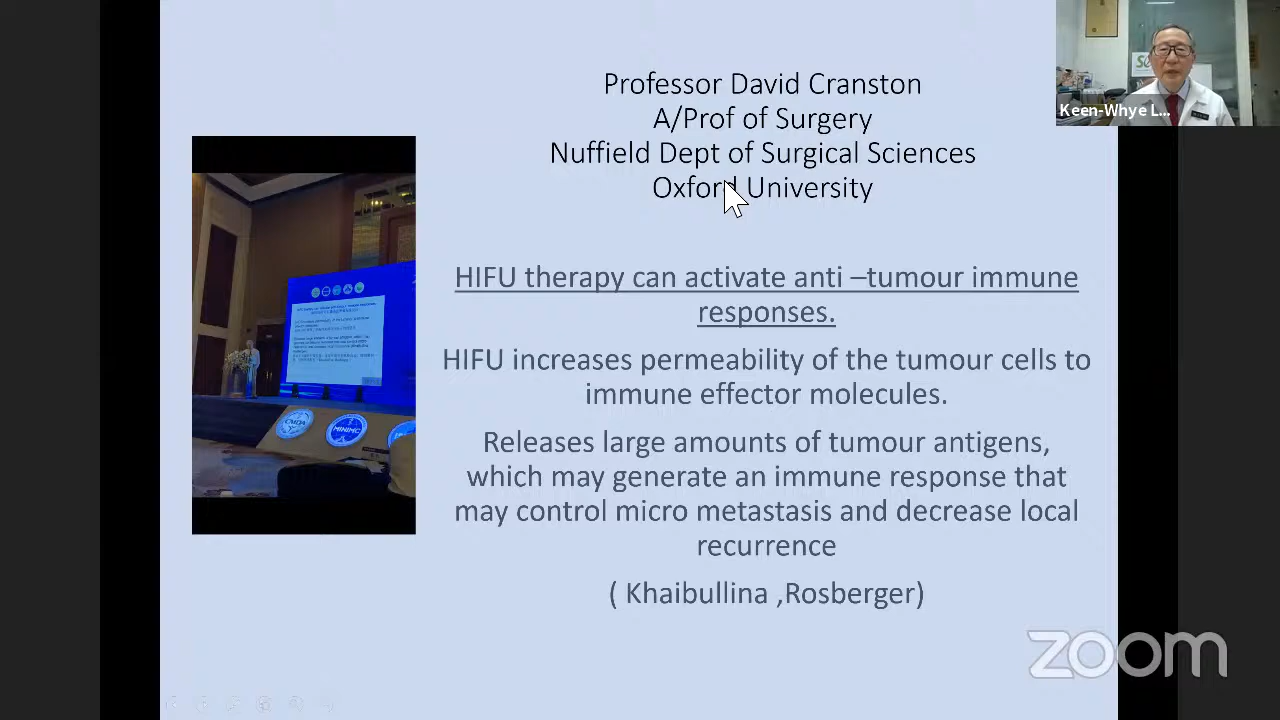 Professor David Cranston
A/Prof of Surgery
Nuffield Dept of Surgical Sciences
Oxford University
HIFU therapy can activate anti –tumour immune
responses.
HIFU increases permeability of the tumour cells to
immune effector molecules.
Releases large amounts of tumour antigens,
which may generate an immune response that
may control micro metastasis and decrease local
recurrence
( Khaibullina ,Rosberger)
Keen-Whye L...
CMDA
MINIMC
zoom